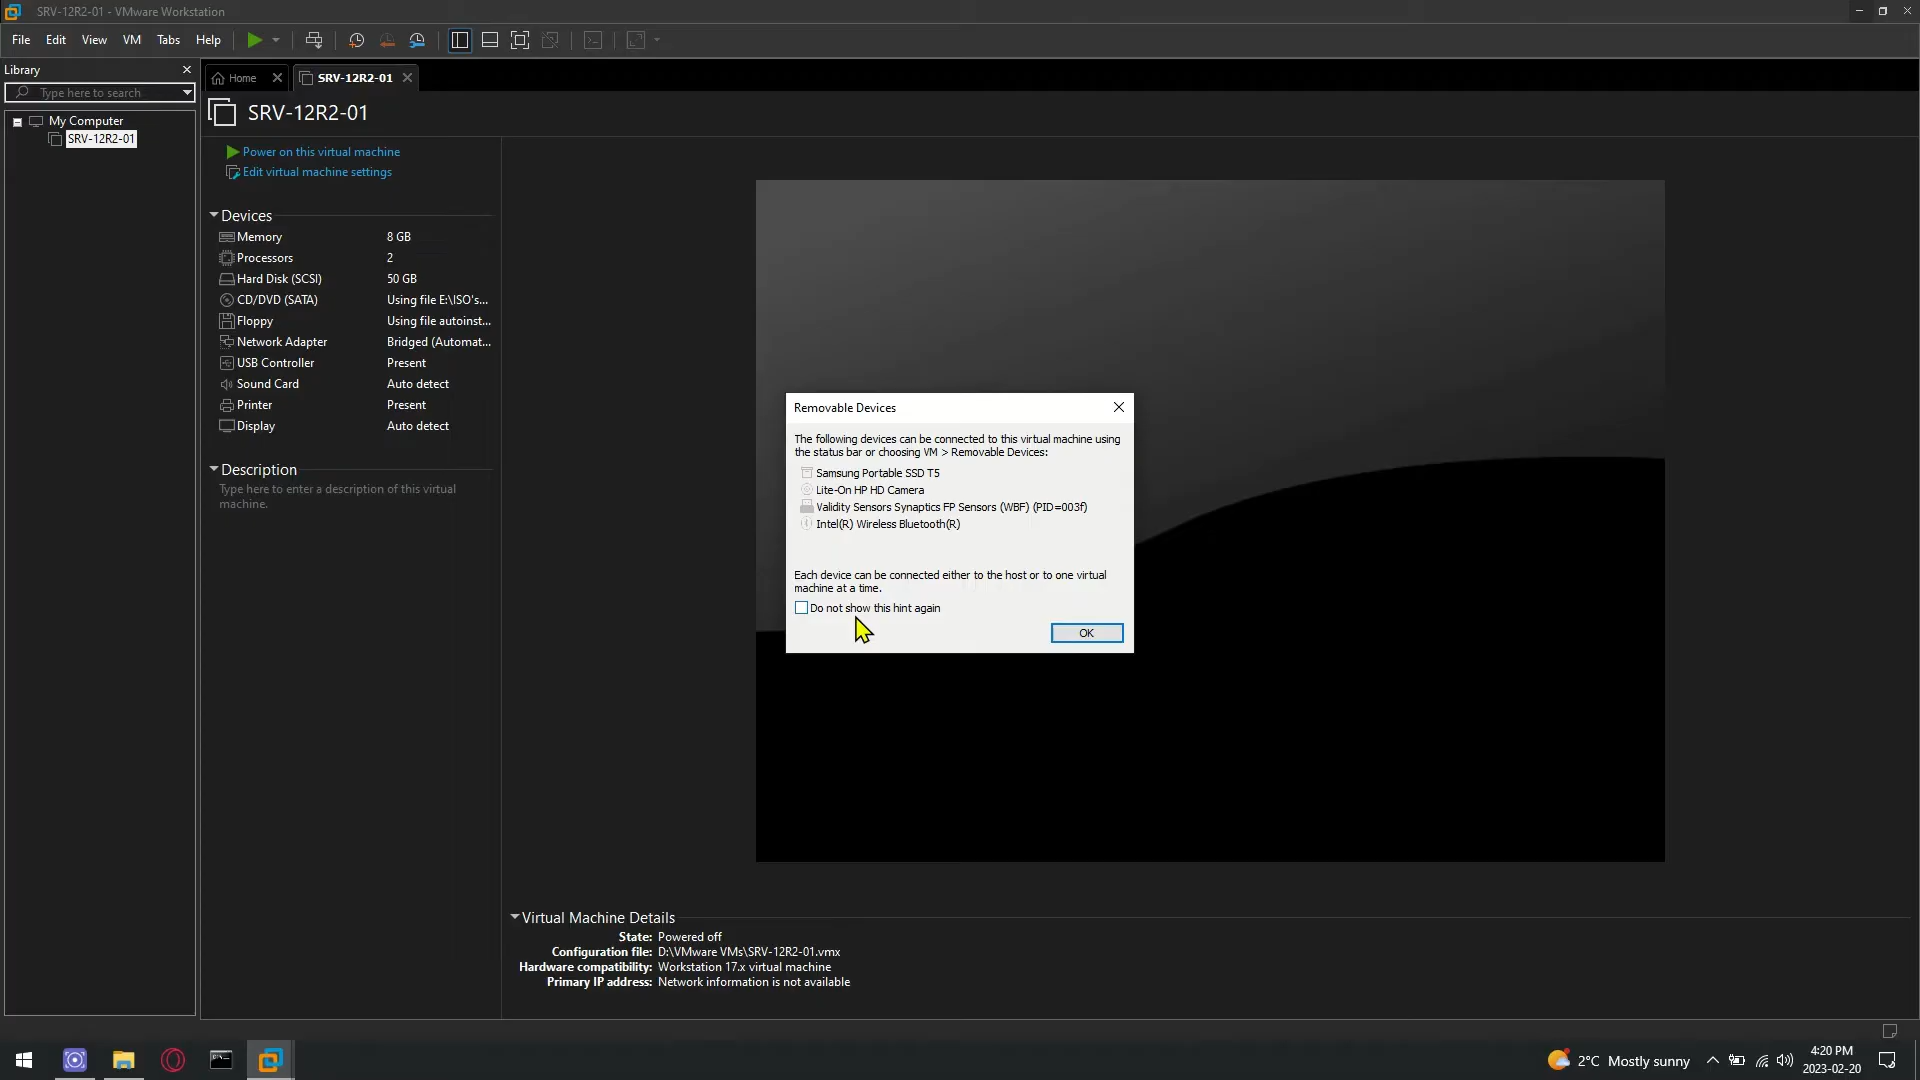 SRV-12R2-01 - VMware Workstation
File Edit View VM Tabs Help
Library
Home
SRV-12R2-01
Type here to search
SRV-12R2-01
My Computer
SRV-12R2-01
Power on this virtual machine
Edit virtual machine settings
Devices
Memory 8 GB
Processors 2
Hard Disk (SCSI) 50 GB
CD/DVD (SATA) Using file E:\ISO's...
Floppy Using file autoinst...
Network Adapter Bridged (Automat...
USB Controller Present
Sound Card Auto detect
Printer Present
Display Auto detect
Description
Type here to enter a description of this virtual
machine.
Removable Devices
The following devices can be connected to this virtual machine using
the status bar or choosing VM > Removable Devices:
Samsung Portable SSD T5
Lite-On HP HD Camera
Validity Sensors Synaptics FP Sensors (WBF) (PID=003f)
Intel(R) Wireless Bluetooth(R)
Each device can be connected either to the host or to one virtual
machine at a time.
Do not show this hint again
OK
Virtual Machine Details
State: Powered off
Configuration file: D:\VMware VMs\SRV-12R2-01.vmx
Hardware compatibility: Workstation 17.x virtual machine
Primary IP address: Network information is not available
2°C Mostly sunny
4:20 PM
2023-02-20